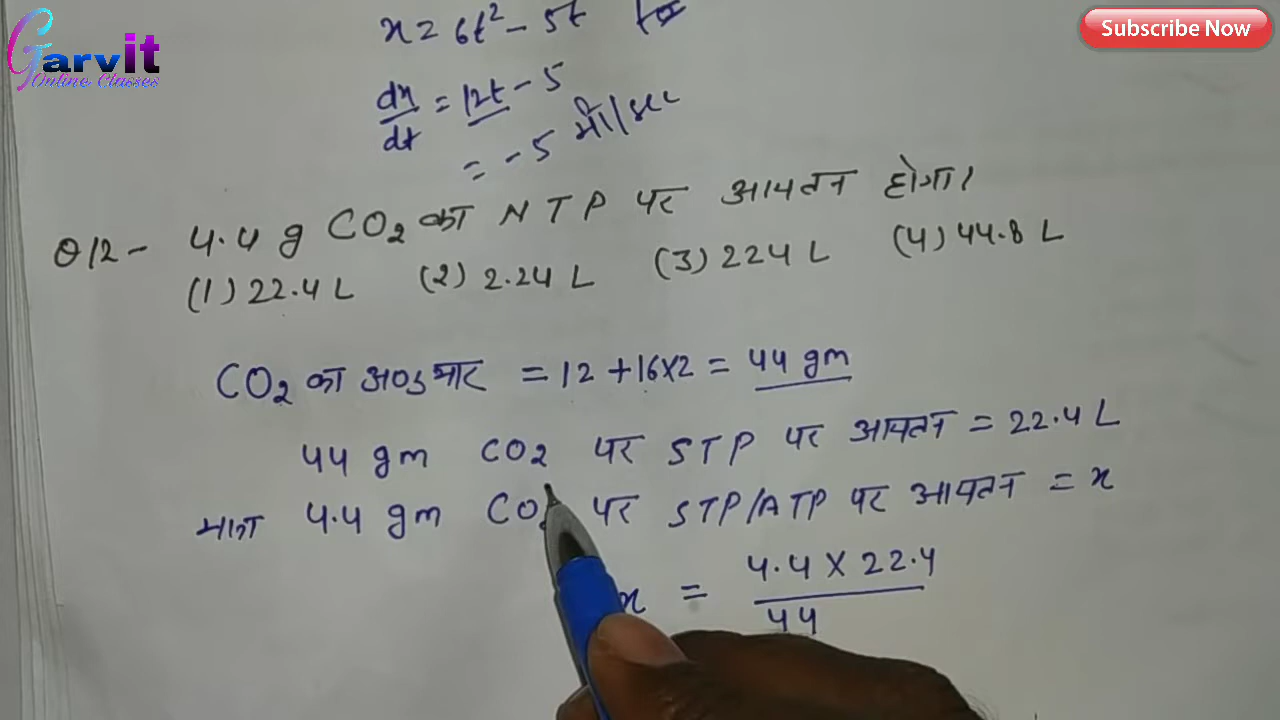 Garvit
Online Classes
Subscribe Now
x = 6t² - 5t
dx/dt = 12t - 5
= -5 मी/sec
Q12- 4.4 g CO₂ का NTP पर आयतन होगा।
(1) 22.4 L (2) 2.24 L (3) 224 L (4) 44.8 L
CO₂ का अणुभार = 12 + 16x2 = 44 gm
44 gm CO2 पर STP पर आयतन = 22.4 L
माना 4.4 gm CO₂ पर STP/ATP पर आयतन = x
x = 4.4 x 22.4 / 44